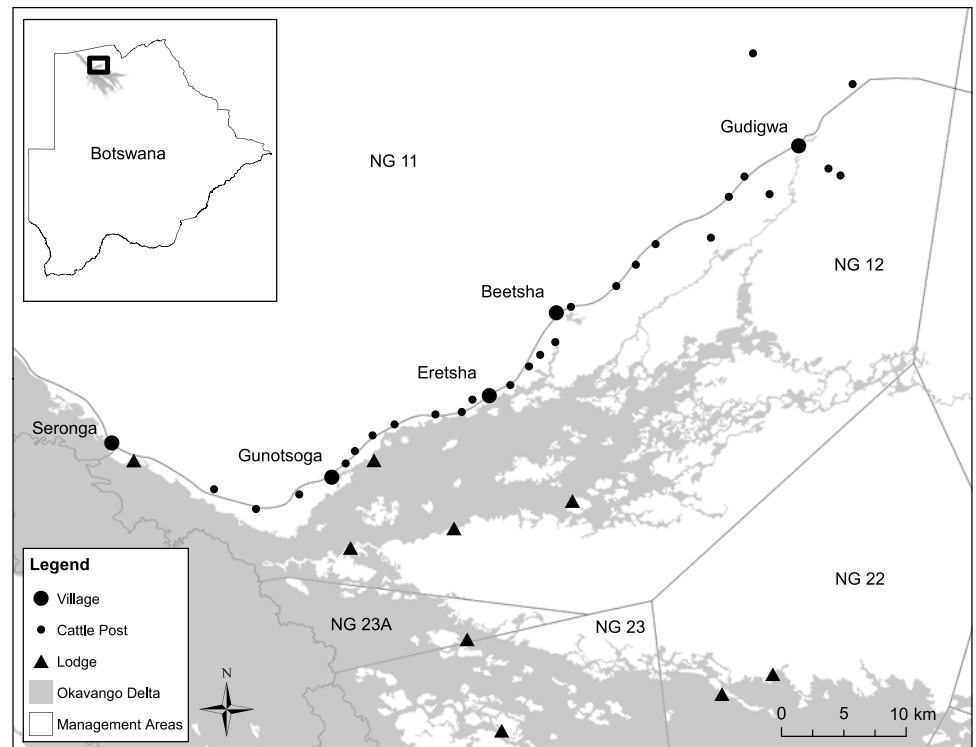 Botswana
NG 11
Gudigwa
NG 12
Beetsha
Eretsha
Seronga
Gunotsoga
NG 22
NG 23A
NG 23
Legend
Village
Cattle Post
Lodge
Okavango Delta
Management Areas
N
0 5 10 km